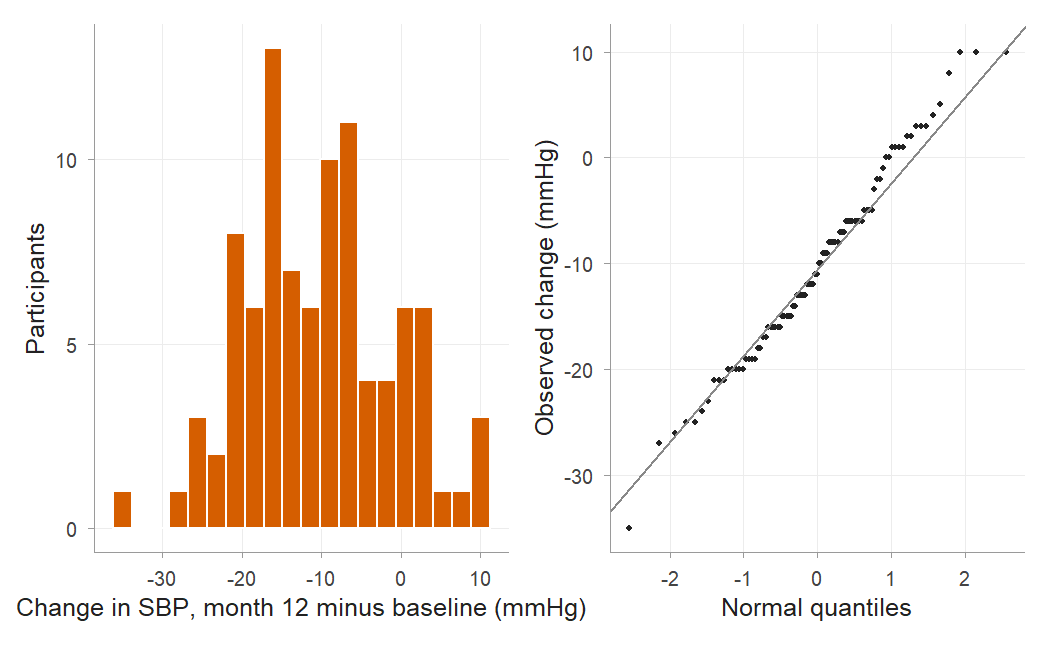 Participants
10
5
0
-30 -20 -10 0 10
Change in SBP, month 12 minus baseline (mmHg)
Observed change (mmHg)
10
0
-10
-20
-30
-2 -1 0 1 2
Normal quantiles